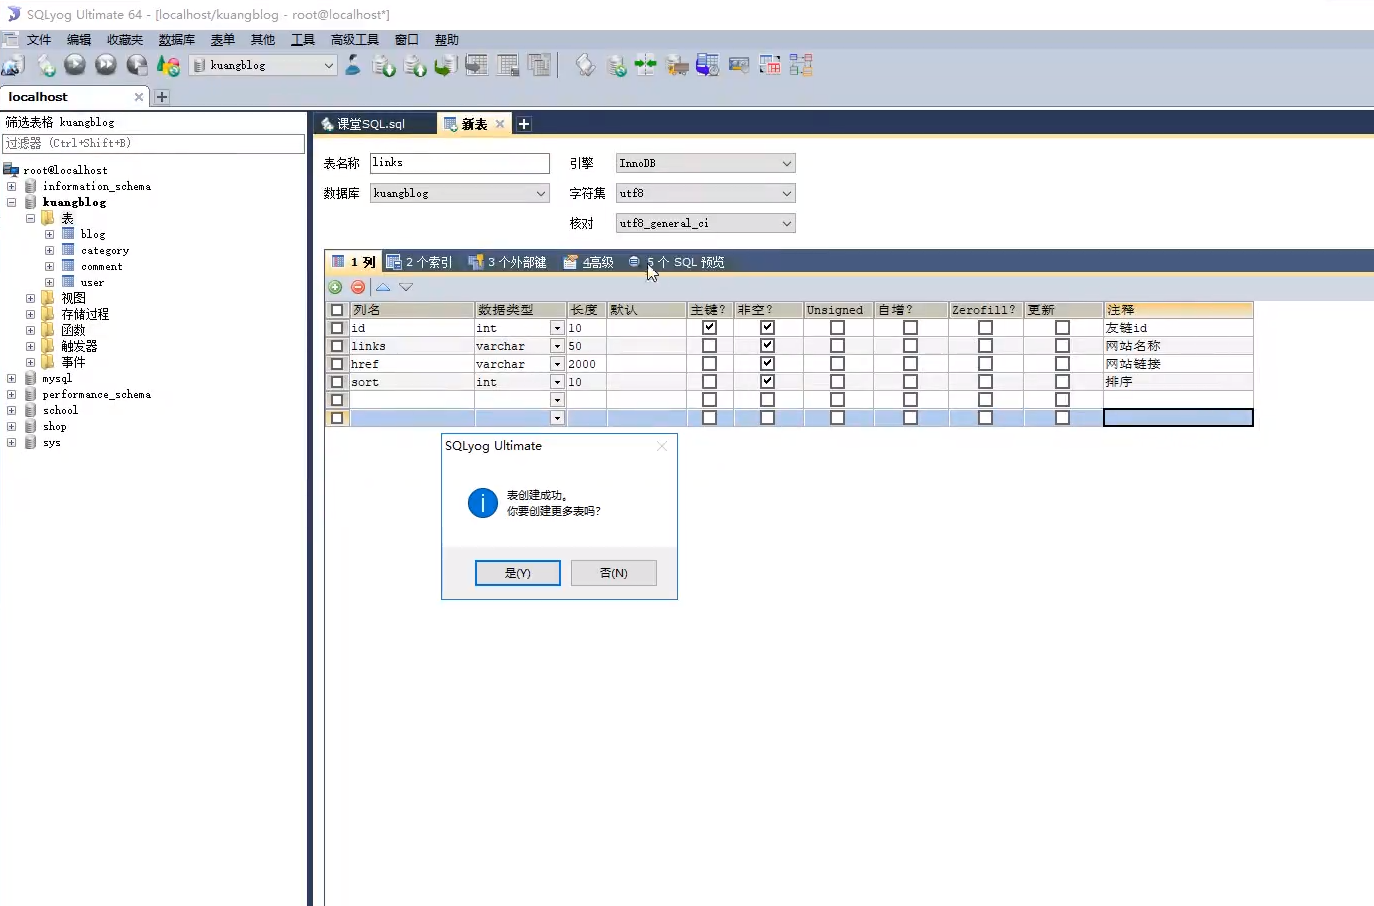 SQLyog Ultimate 64 - [localhost/kuangblog - root@localhost*]
文件 编辑 收藏夹 数据库 表单 其他 工具 高级工具 窗口 帮助
kuangblog
localhost
筛选表格 kuangblog
过滤器 (Ctrl+Shift+B)
root@localhost
information_schema
kuangblog
表
blog
category
comment
user
视图
存储过程
函数
触发器
事件
mysql
performance_schema
school
shop
sys
课堂SQL.sql 新表
表名称 links 引擎 InnoDB
数据库 kuangblog 字符集 utf8
核对 utf8_general_ci
1 列 2 个索引 3 个外部键 4高级 5 个 SQL 预览
列名 数据类型 长度 默认 主键? 非空? Unsigned 自增? Zerofill? 更新 注释
id int 10 友链id
links varchar 50 网站名称
href varchar 2000 网站链接
sort int 10 排序
SQLyog Ultimate
表创建成功。
你要创建更多表吗?
是(Y) 否(N)